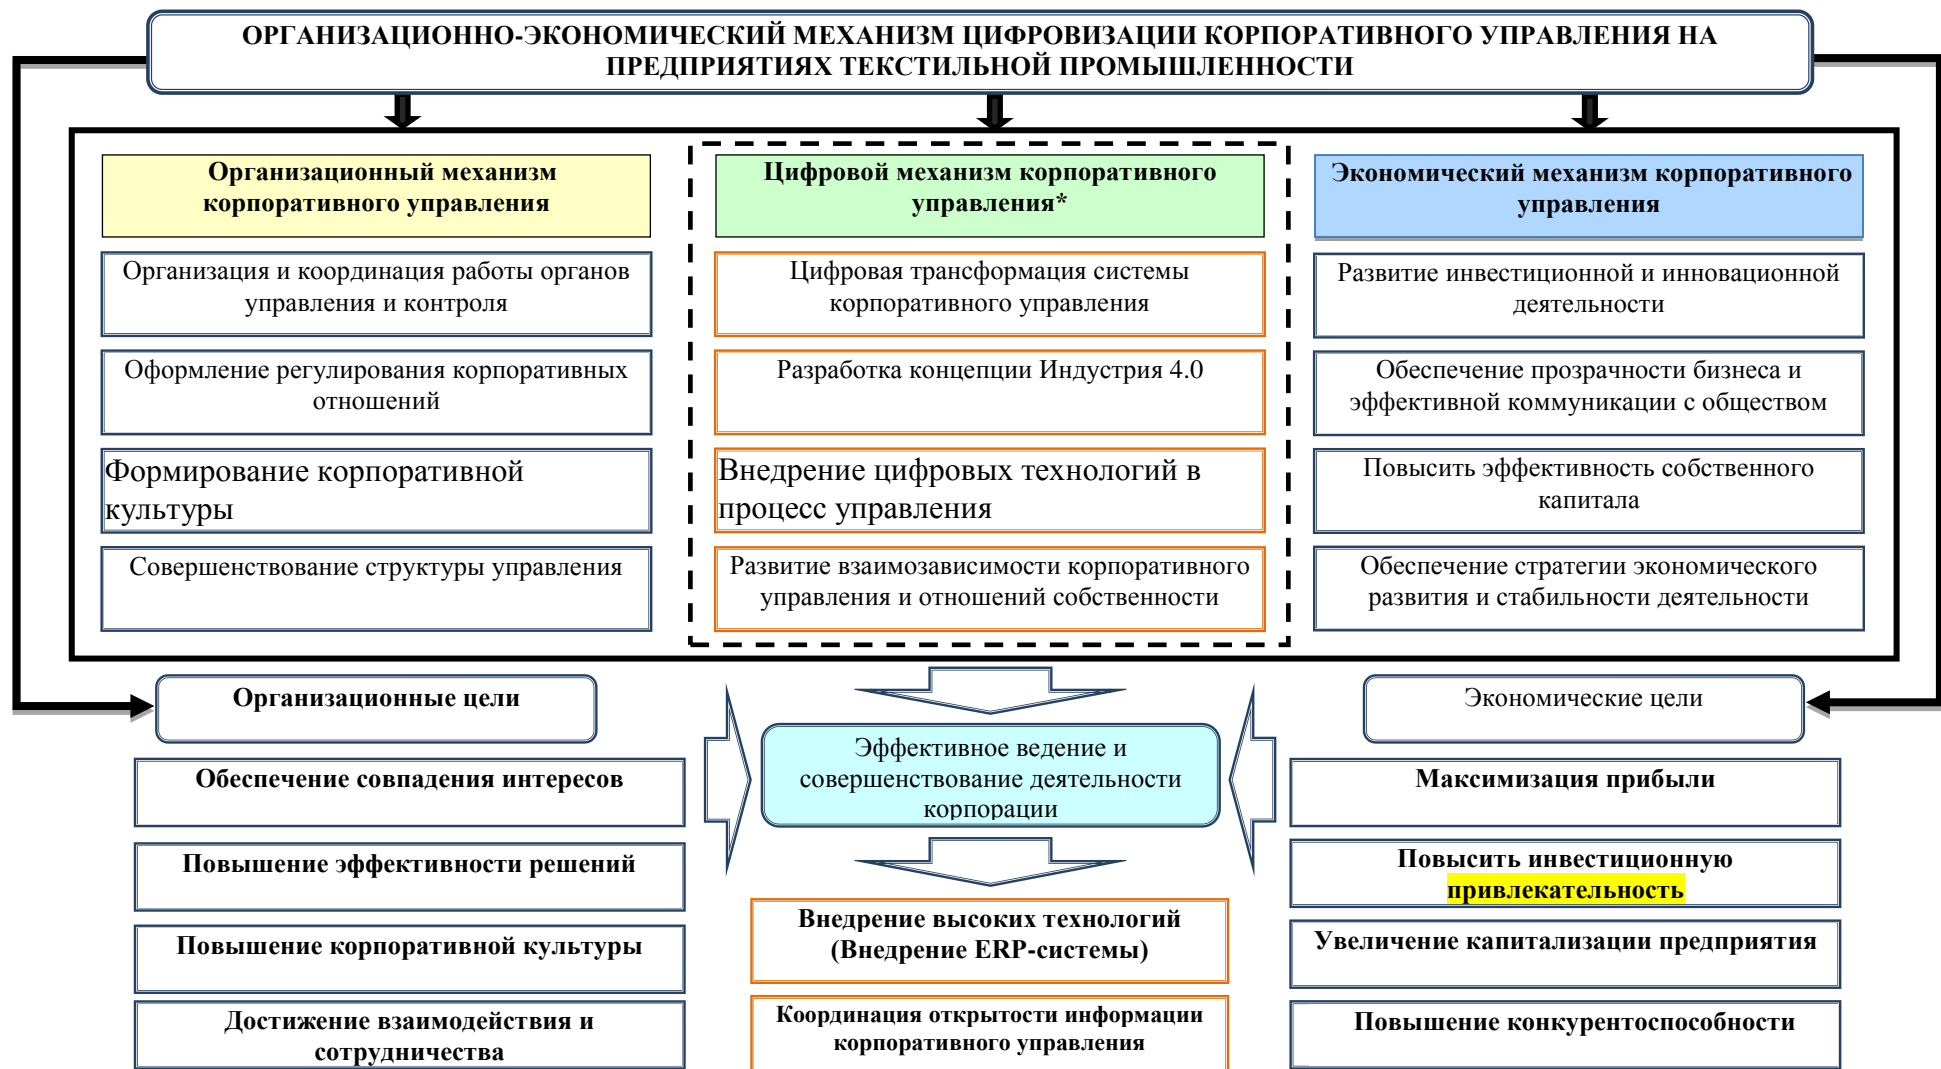 ОРГАНИЗАЦИОННО-ЭКОНОМИЧЕСКИЙ МЕХАНИЗМ ЦИФРОВИЗАЦИИ КОРПОРАТИВНОГО УПРАВЛЕНИЯ НА
ПРЕДПРИЯТИЯХ ТЕКСТИЛЬНОЙ ПРОМЫШЛЕННОСТИ
Организационный механизм
корпоративного управления
Организация и координация работы органов
управления и контроля
Оформление регулирования корпоративных
отношений
Формирование корпоративной
культуры
Совершенствование структуры управления
Цифровой механизм корпоративного
управления*
Цифровая трансформация системы
корпоративного управления
Разработка концепции Индустрия 4.0
Внедрение цифровых технологий в
процесс управления
Развитие взаимозависимости корпоративного
управления и отношений собственности
Экономический механизм корпоративного
управления
Развитие инвестиционной и инновационной
деятельности
Обеспечение прозрачности бизнеса и
эффективной коммуникации с обществом
Повысить эффективность собственного
капитала
Обеспечение стратегии экономического
развития и стабильности деятельности
Организационные цели
Обеспечение совпадения интересов
Повышение эффективности решений
Повышение корпоративной культуры
Достижение взаимодействия и
сотрудничества
Эффективное ведение и
совершенствование деятельности
корпорации
Внедрение высоких технологий
(Внедрение ERP-системы)
Координация открытости информации
корпоративного управления
Экономические цели
Максимизация прибыли
Повысить инвестиционную
привлекательность
Увеличение капитализации предприятия
Повышение конкурентоспособности